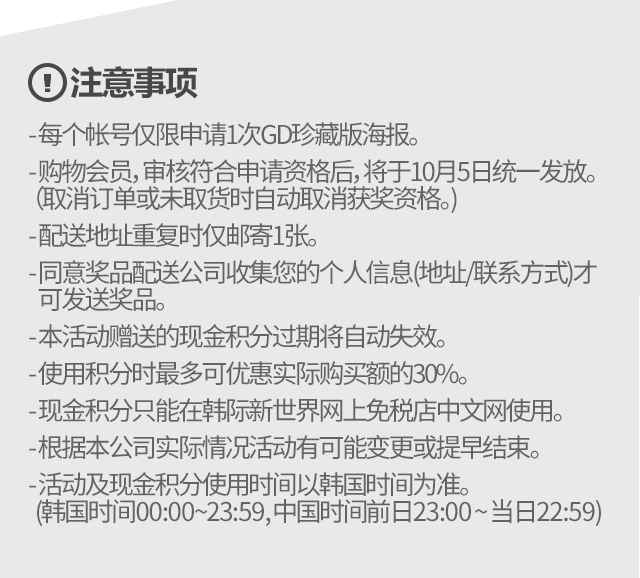 注意事项
-每个帐号仅限申请1次GD珍藏版海报。
-购物会员，审核符合申请资格后，将于10月5日统一发放。
(取消订单或未取货时自动取消获奖资格。)
-配送地址重复时仅邮寄1张。
-同意奖品配送公司收集您的个人信息(地址/联系方式)才
可发送奖品。
-本活动赠送的现金积分过期将自动失效。
-使用积分时最多可优惠实际购买额的30%。
-现金积分只能在韩际新世界网上免税店中文网使用。
-根据本公司实际情况活动有可能变更或提早结束。
-活动及现金积分使用时间以韩国时间为准。
(韩国时间00:00~23:59, 中国时间前日23:00 ~ 当日22:59)